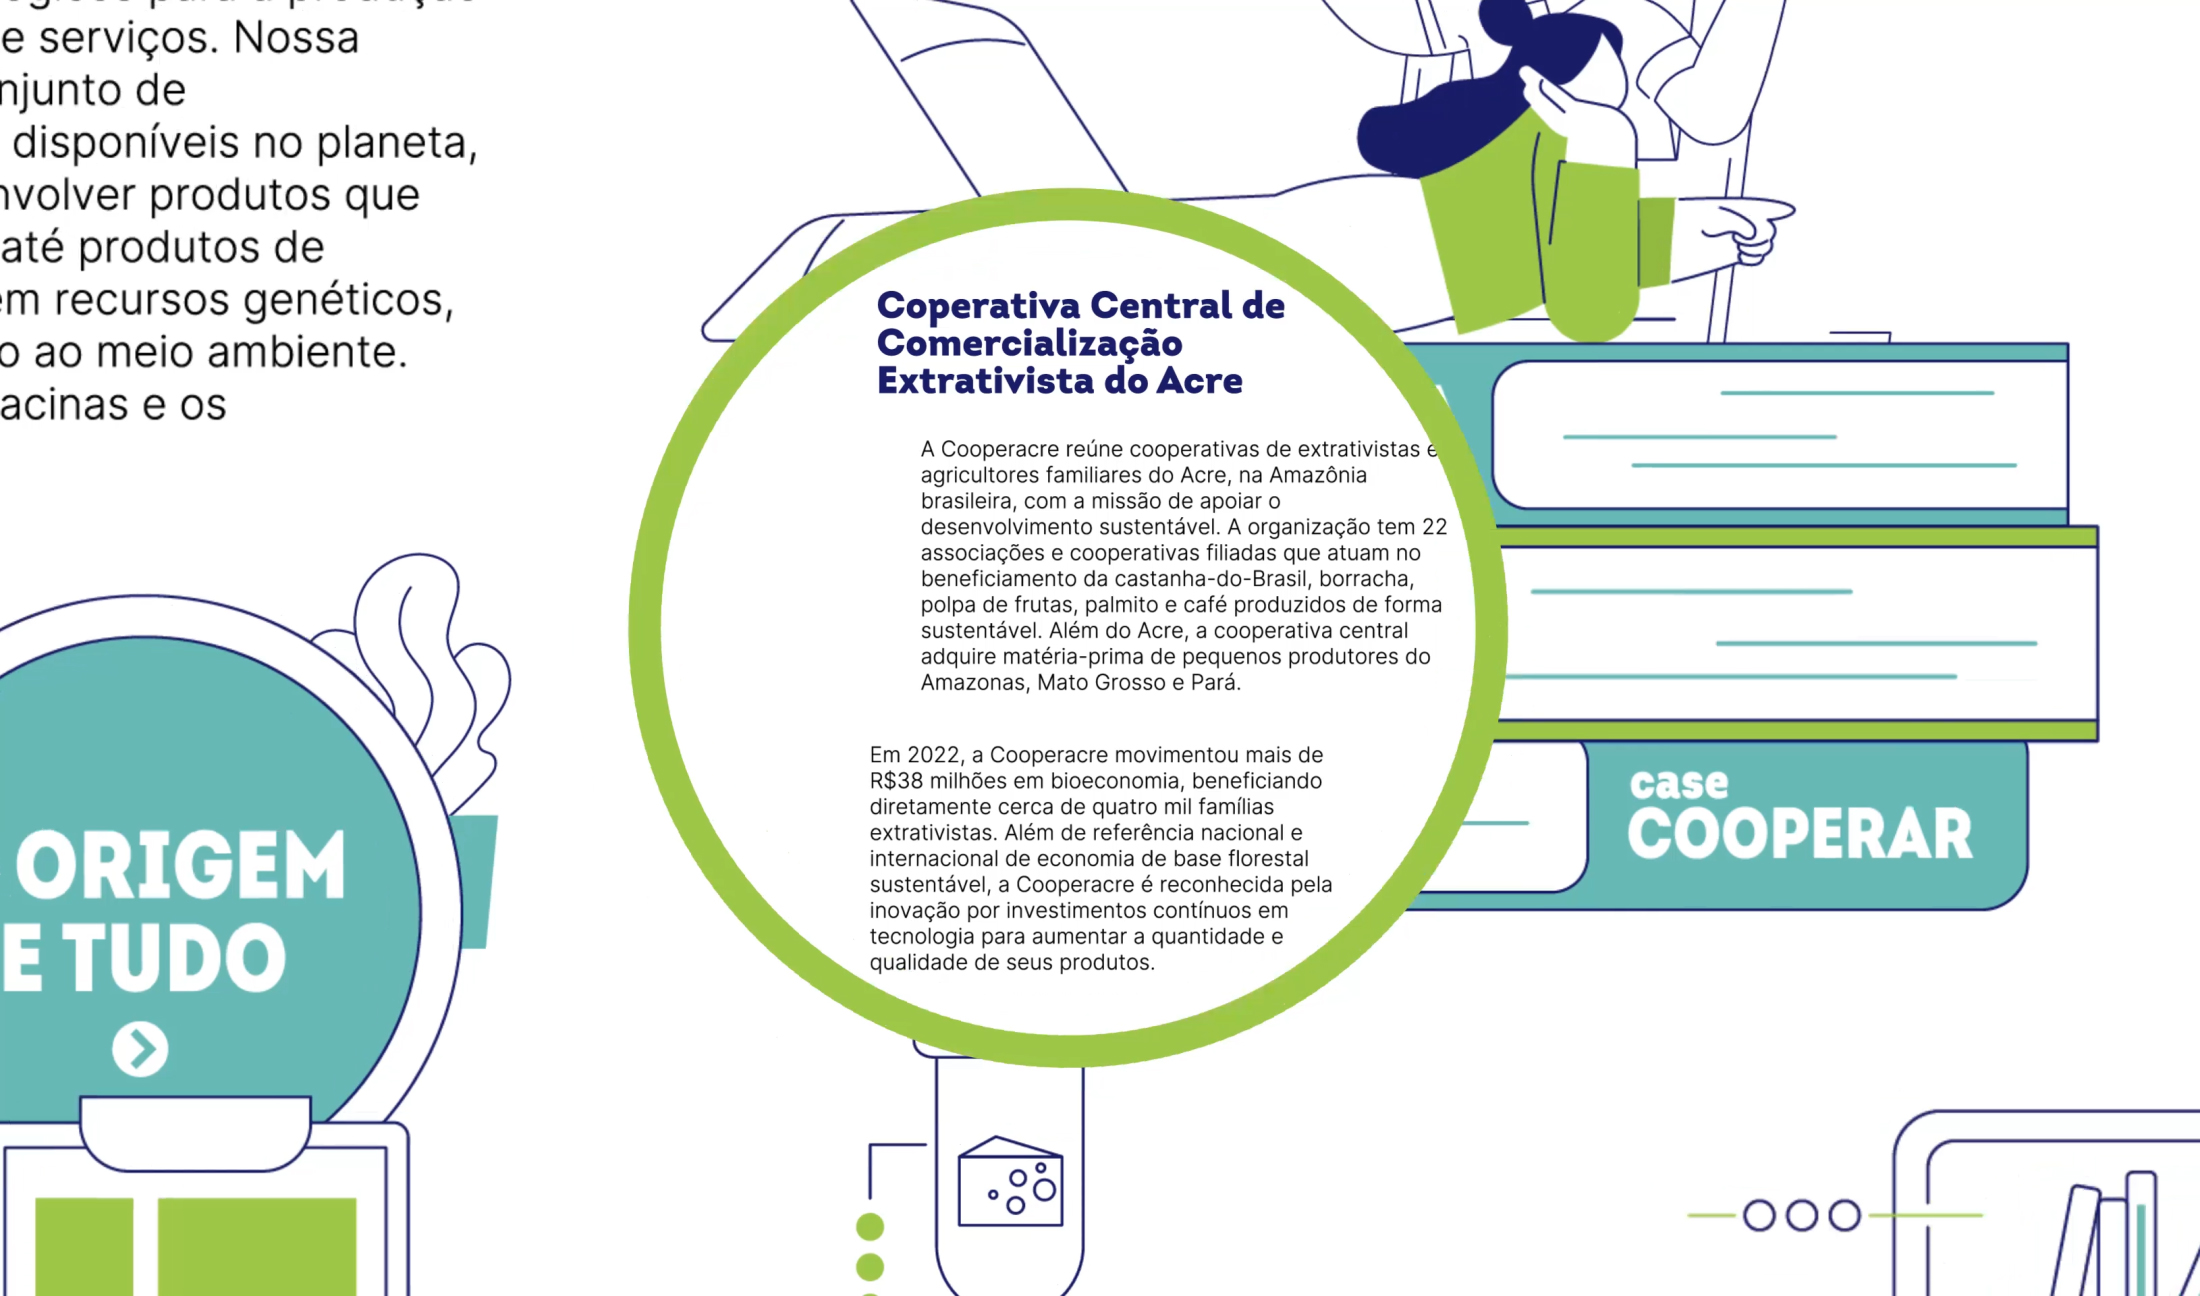 para a produção
e serviços. Nossa
njunto de
disponíveis no planeta,
nvolver produtos que
até produtos de
em recursos genéticos,
o ao meio ambiente.
acinas e os
Coperativa Central de
Comercialização
Extrativista do Acre
A Cooperacre reúne cooperativas de extrativistas e
agricultores familiares do Acre, na Amazônia
brasileira, com a missão de apoiar o
desenvolvimento sustentável. A organização tem 22
associações e cooperativas filiadas que atuam no
beneficiamento da castanha-do-Brasil, borracha,
polpa de frutas, palmito e café produzidos de forma
sustentável. Além do Acre, a cooperativa central
adquire matéria-prima de pequenos produtores do
Amazonas, Mato Grosso e Pará.
Em 2022, a Cooperacre movimentou mais de
R$38 milhões em bioeconomia, beneficiando
diretamente cerca de quatro mil famílias
extrativistas. Além de referência nacional e
internacional de economia de base florestal
sustentável, a Cooperacre é reconhecida pela
inovação por investimentos contínuos em
tecnologia para aumentar a quantidade e
qualidade de seus produtos.
case
COOPERAR
ORIGEM
E TUDO